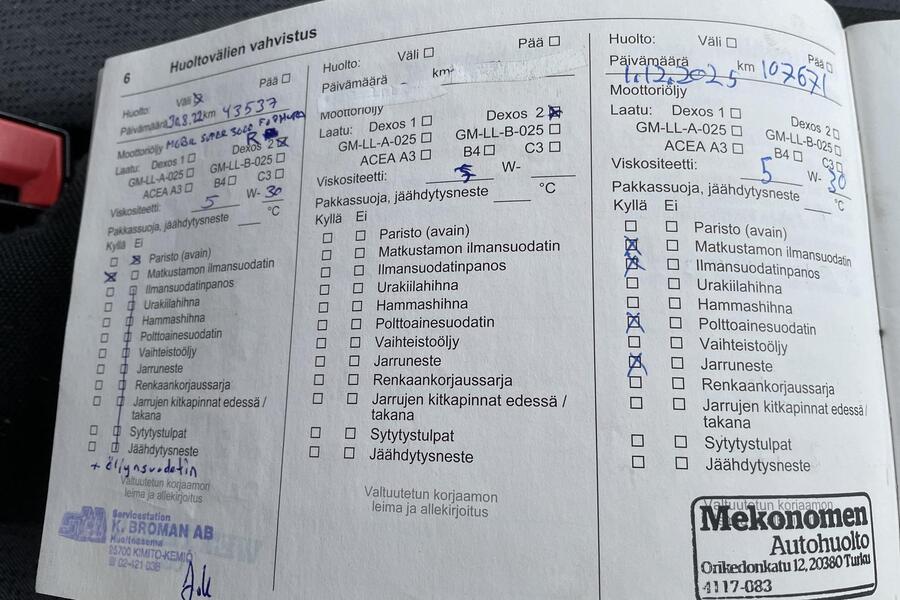 6 Huoltovälien vahvistus
Huolto: Väli Pää
Päivämäärä 30.8.22 km 43537
Moottoriöljy MOBIL SUPER 3000 FORMULA R
Laatu: Dexos 1 Dexos 2
GM-LL-A-025 GM-LL-B-025
ACEA A3 B4 C3
Viskositeetti: 5 W- 30
Pakkassuoja, jäähdytysneste °C
Kyllä Ei
Paristo (avain)
Matkustamon ilmansuodatin
Ilmansuodatinpanos
Urakiilahihna
Hammashihna
Polttoainesuodatin
Vaihteistoöljy
Jarruneste
Renkaankorjaussarja
Jarrujen kitkapinnat edessä /
takana
Sytytystulpat
Jäähdytysneste
+ öljynsuodatin
Valtuutetun korjaamon
leima ja allekirjoitus
Servicestation
K. BROMAN AB
Huoltoasema
25700 KIMITO-KEMIÖ
☎ 02-421 038
Huolto: Väli Pää
Päivämäärä km
Moottoriöljy
Laatu: Dexos 1 Dexos 2
GM-LL-A-025 GM-LL-B-025
ACEA A3 B4 C3
Viskositeetti: W-
Pakkassuoja, jäähdytysneste °C
Kyllä Ei
Paristo (avain)
Matkustamon ilmansuodatin
Ilmansuodatinpanos
Urakiilahihna
Hammashihna
Polttoainesuodatin
Vaihteistoöljy
Jarruneste
Renkaankorjaussarja
Jarrujen kitkapinnat edessä /
takana
Sytytystulpat
Jäähdytysneste
Valtuutetun korjaamon
leima ja allekirjoitus
Huolto: Väli Pää
Päivämäärä 1.12.2025 km 107671
Moottoriöljy
Laatu: Dexos 1 Dexos 2
GM-LL-A-025 GM-LL-B-025
ACEA A3 B4 C3
Viskositeetti: 5 W- 30
Pakkassuoja, jäähdytysneste °C
Kyllä Ei
Paristo (avain)
Matkustamon ilmansuodatin
Ilmansuodatinpanos
Urakiilahihna
Hammashihna
Polttoainesuodatin
Vaihteistoöljy
Jarruneste
Renkaankorjaussarja
Jarrujen kitkapinnat edessä /
takana
Sytytystulpat
Jäähdytysneste
Valtuutetun korjaamon
Mekonomen
Autohuolto
Orikedonkatu 12, 20380 Turku
4117-083